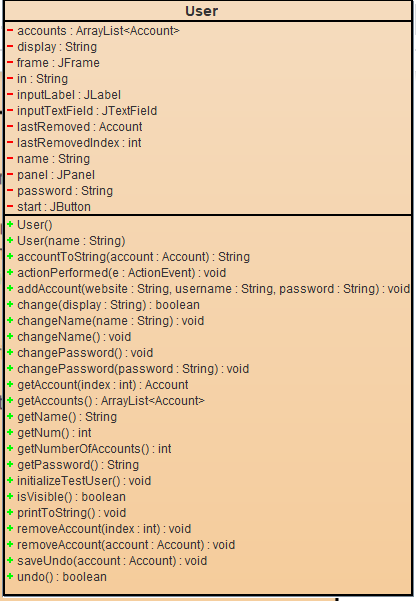 User
- accounts : ArrayList<Account>
- display : String
- frame : JFrame
- in : String
- inputLabel : JLabel
- inputTextField : JTextField
- lastRemoved : Account
- lastRemovedIndex : int
- name : String
- panel : JPanel
- password : String
- start : JButton
+ User()
+ User(name : String)
+ accountToString(account : Account) : String
+ actionPerformed(e : ActionEvent) : void
+ addAccount(website : String, username : String, password : String) : void
+ change(display : String) : boolean
+ changeName(name : String) : void
+ changeName() : void
+ changePassword() : void
+ changePassword(password : String) : void
+ getAccount(index : int) : Account
+ getAccounts() : ArrayList<Account>
+ getName() : String
+ getNum() : int
+ getNumberOfAccounts() : int
+ getPassword() : String
+ initializeTestUser() : void
+ isVisible() : boolean
+ printToString() : void
+ removeAccount(index : int) : void
+ removeAccount(account : Account) : void
+ saveUndo(account : Account) : void
+ undo() : boolean